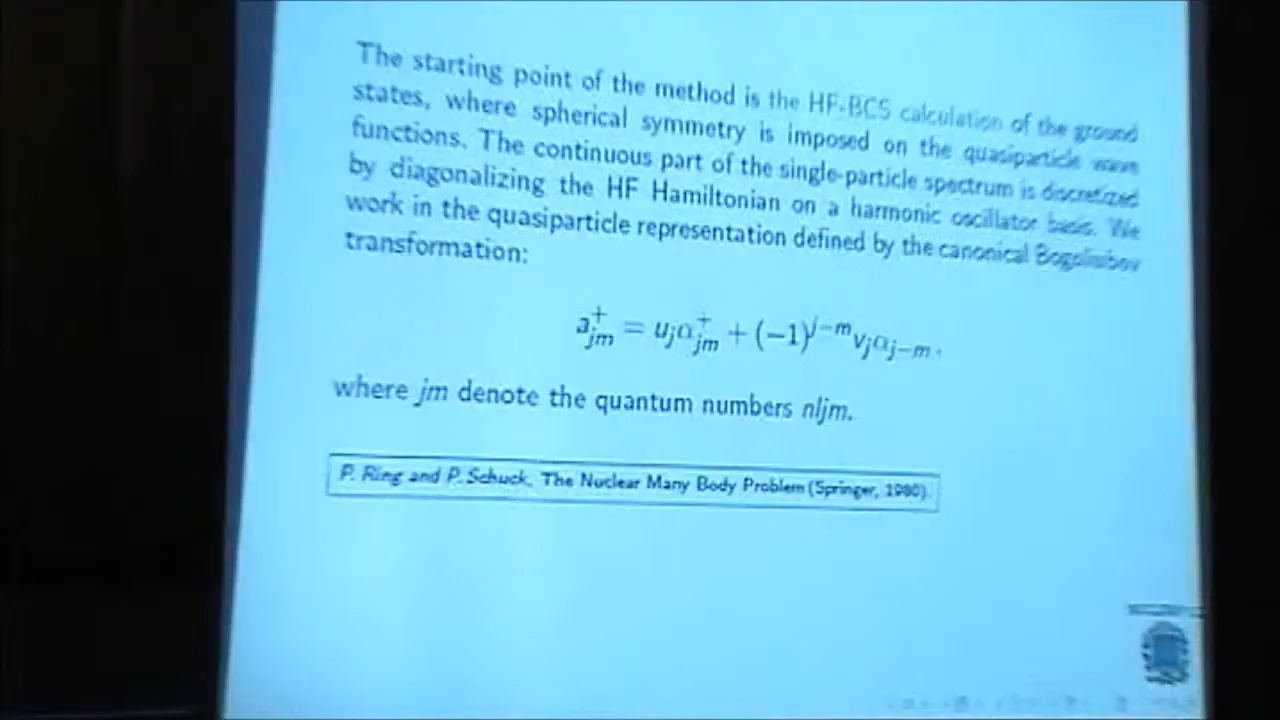 The starting point of the method is the HF-BCS calculation of the ground
states, where spherical symmetry is imposed on the quasiparticle wave
functions. The continuous part of the single-particle spectrum is discretized
by diagonalizing the HF Hamiltonian on a harmonic oscillator basis. We
work in the quasiparticle representation defined by the canonical Bogoliubov
transformation:
a⁺_{jm} = u_j α⁺_{jm} + (−1)^{j−m} v_j α_{j−m}.
where jm denote the quantum numbers nljm.
P. Ring and P. Schuck, The Nuclear Many Body Problem (Springer, 1980).